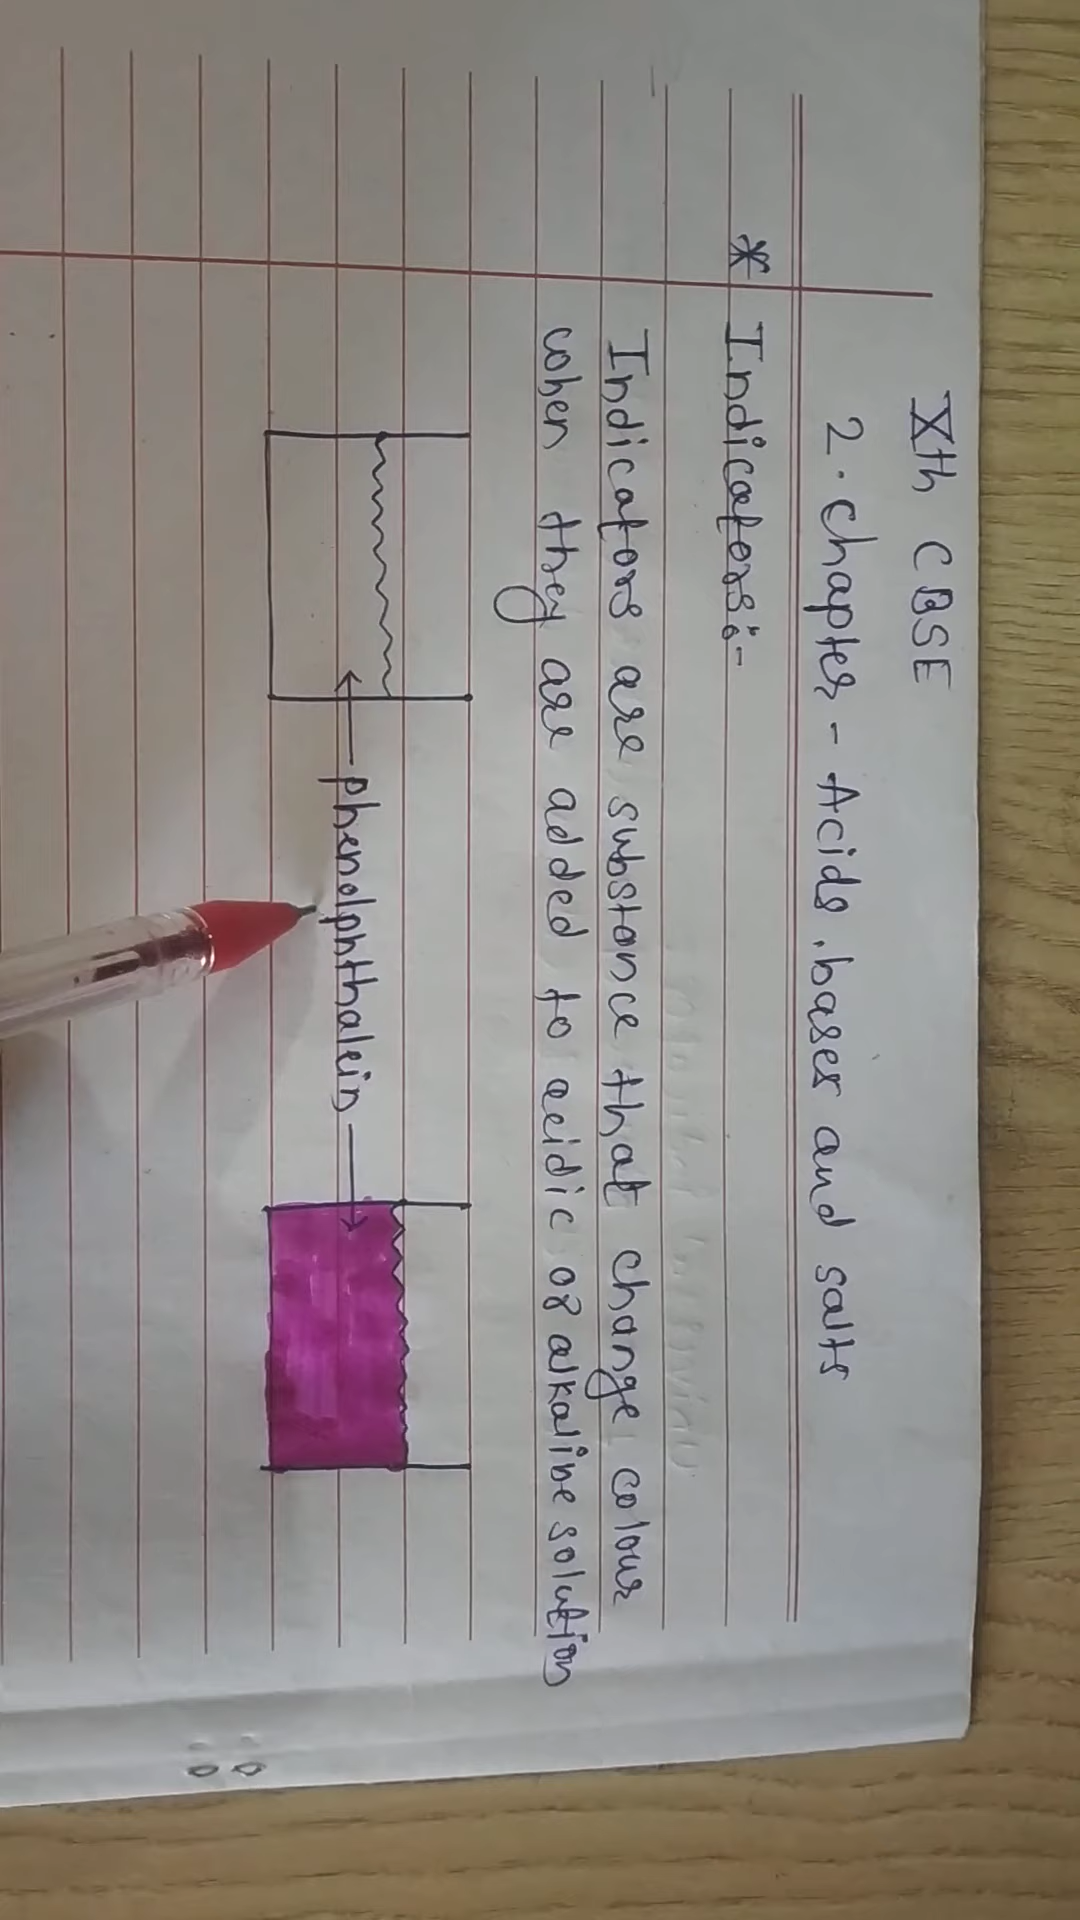 Xth CBSE
2. chapter - Acids, bases and salts
* Indicators:-
Indicators are substance that change colour
when they are added to acidic or alkaline solution
phenolphthalein